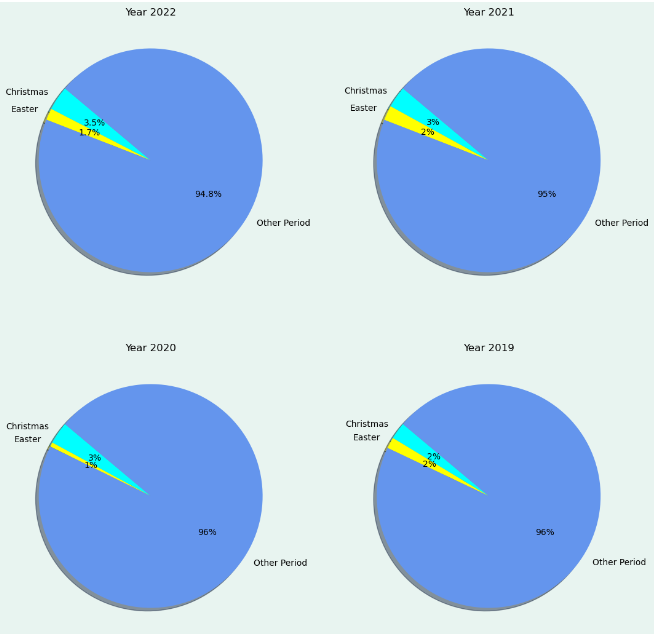 Year 2022
Christmas
Easter
3.5%
1.7%
94.8%
Other Period
Year 2021
Christmas
Easter
3%
2%
95%
Other Period
Year 2020
Christmas
Easter
3%
1%
96%
Other Period
Year 2019
Christmas
Easter
2%
2%
96%
Other Period